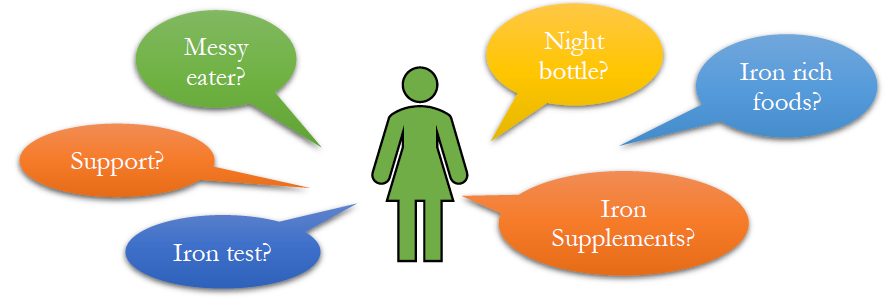 Messy
eater?
Night
bottle?
Iron rich
foods?
Support?
Iron
Supplements?
Iron test?